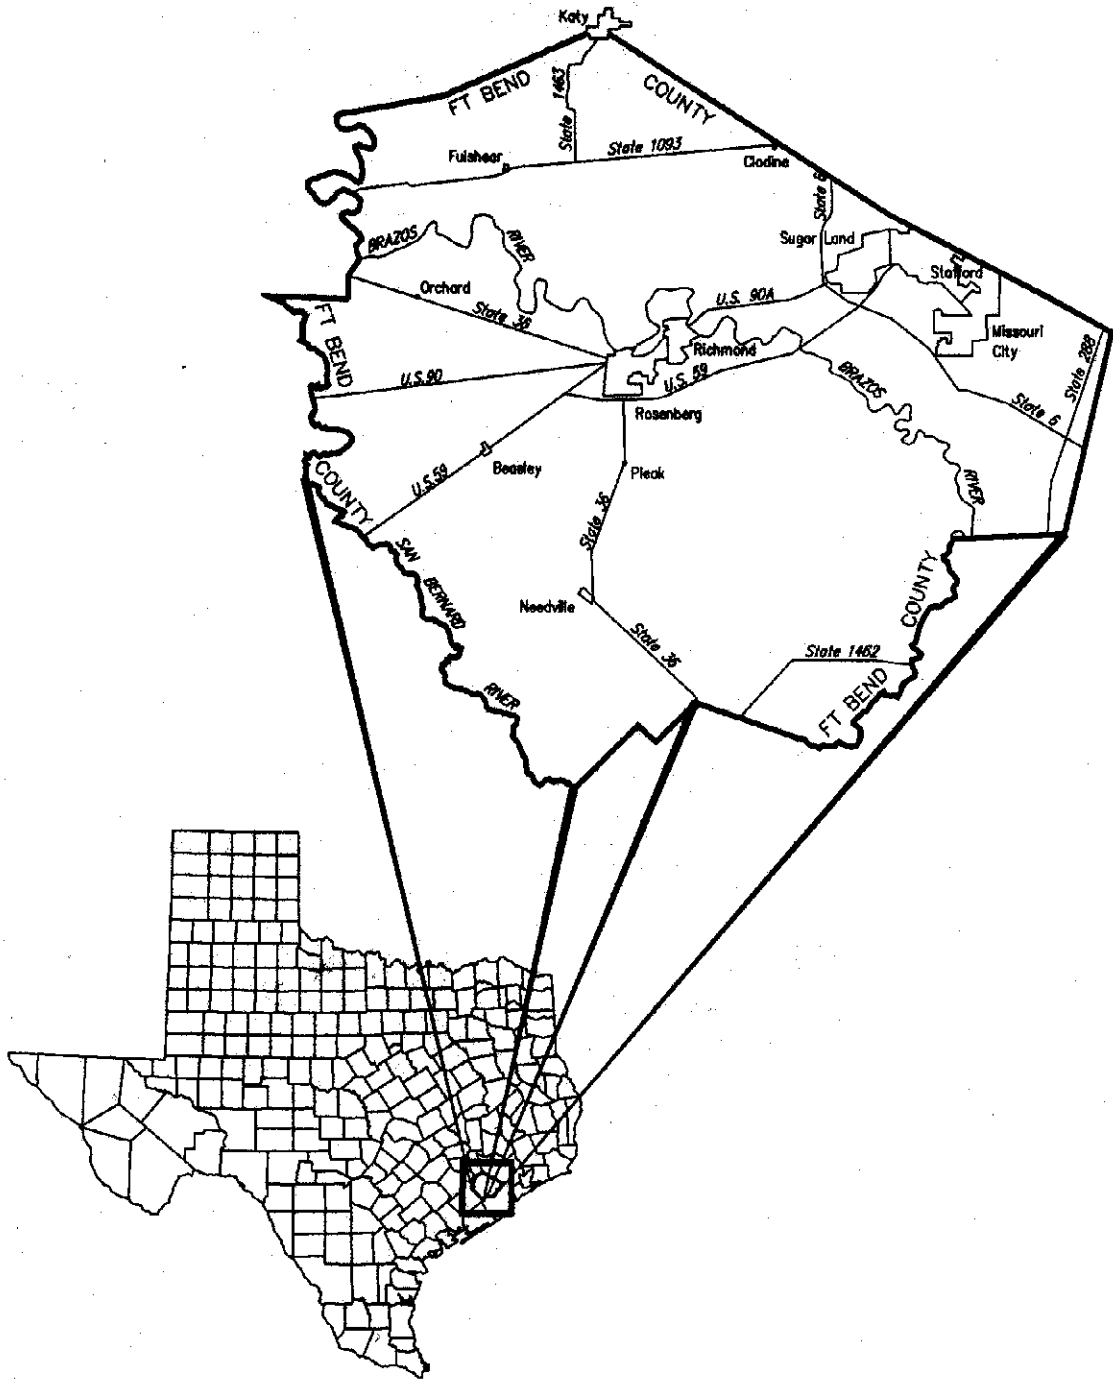 Katy
FT BEND
State 1463
COUNTY
State 1093
Fulshear
Clodine
State 6
BRAZOS
RIVER
Sugar Land
Stafford
Orchard
State 36
U.S. 90A
Missouri
City
FT BEND
Richmond
State 288
U.S.90
U.S. 59
BRAZOS
State 6
Rosenberg
Beasley
Pleak
COUNTY
U.S.59
RIVER
State 36
SAN
BERNARD
RIVER
COUNTY
Needville
State 36
State 1462
FT BEND